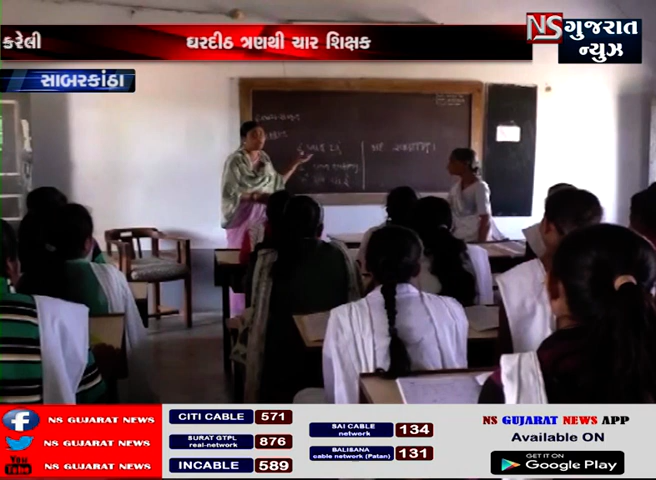 કરેલી
ઘરદીઠ ત્રણથી ચાર શિક્ષક
NS ગુજરાત
ન્યુઝ
સાબરકાંઠા
NS GUJARAT NEWS
NS GUJARAT NEWS
NS GUJARAT NEWS
CITI CABLE 571
SURAT GTPL
real-network 876
INCABLE 589
SAI CABLE
network 134
BALISANA
cable network (Patan) 131
NS GUJARAT NEWS APP
Available ON
GET IT ON
Google Play